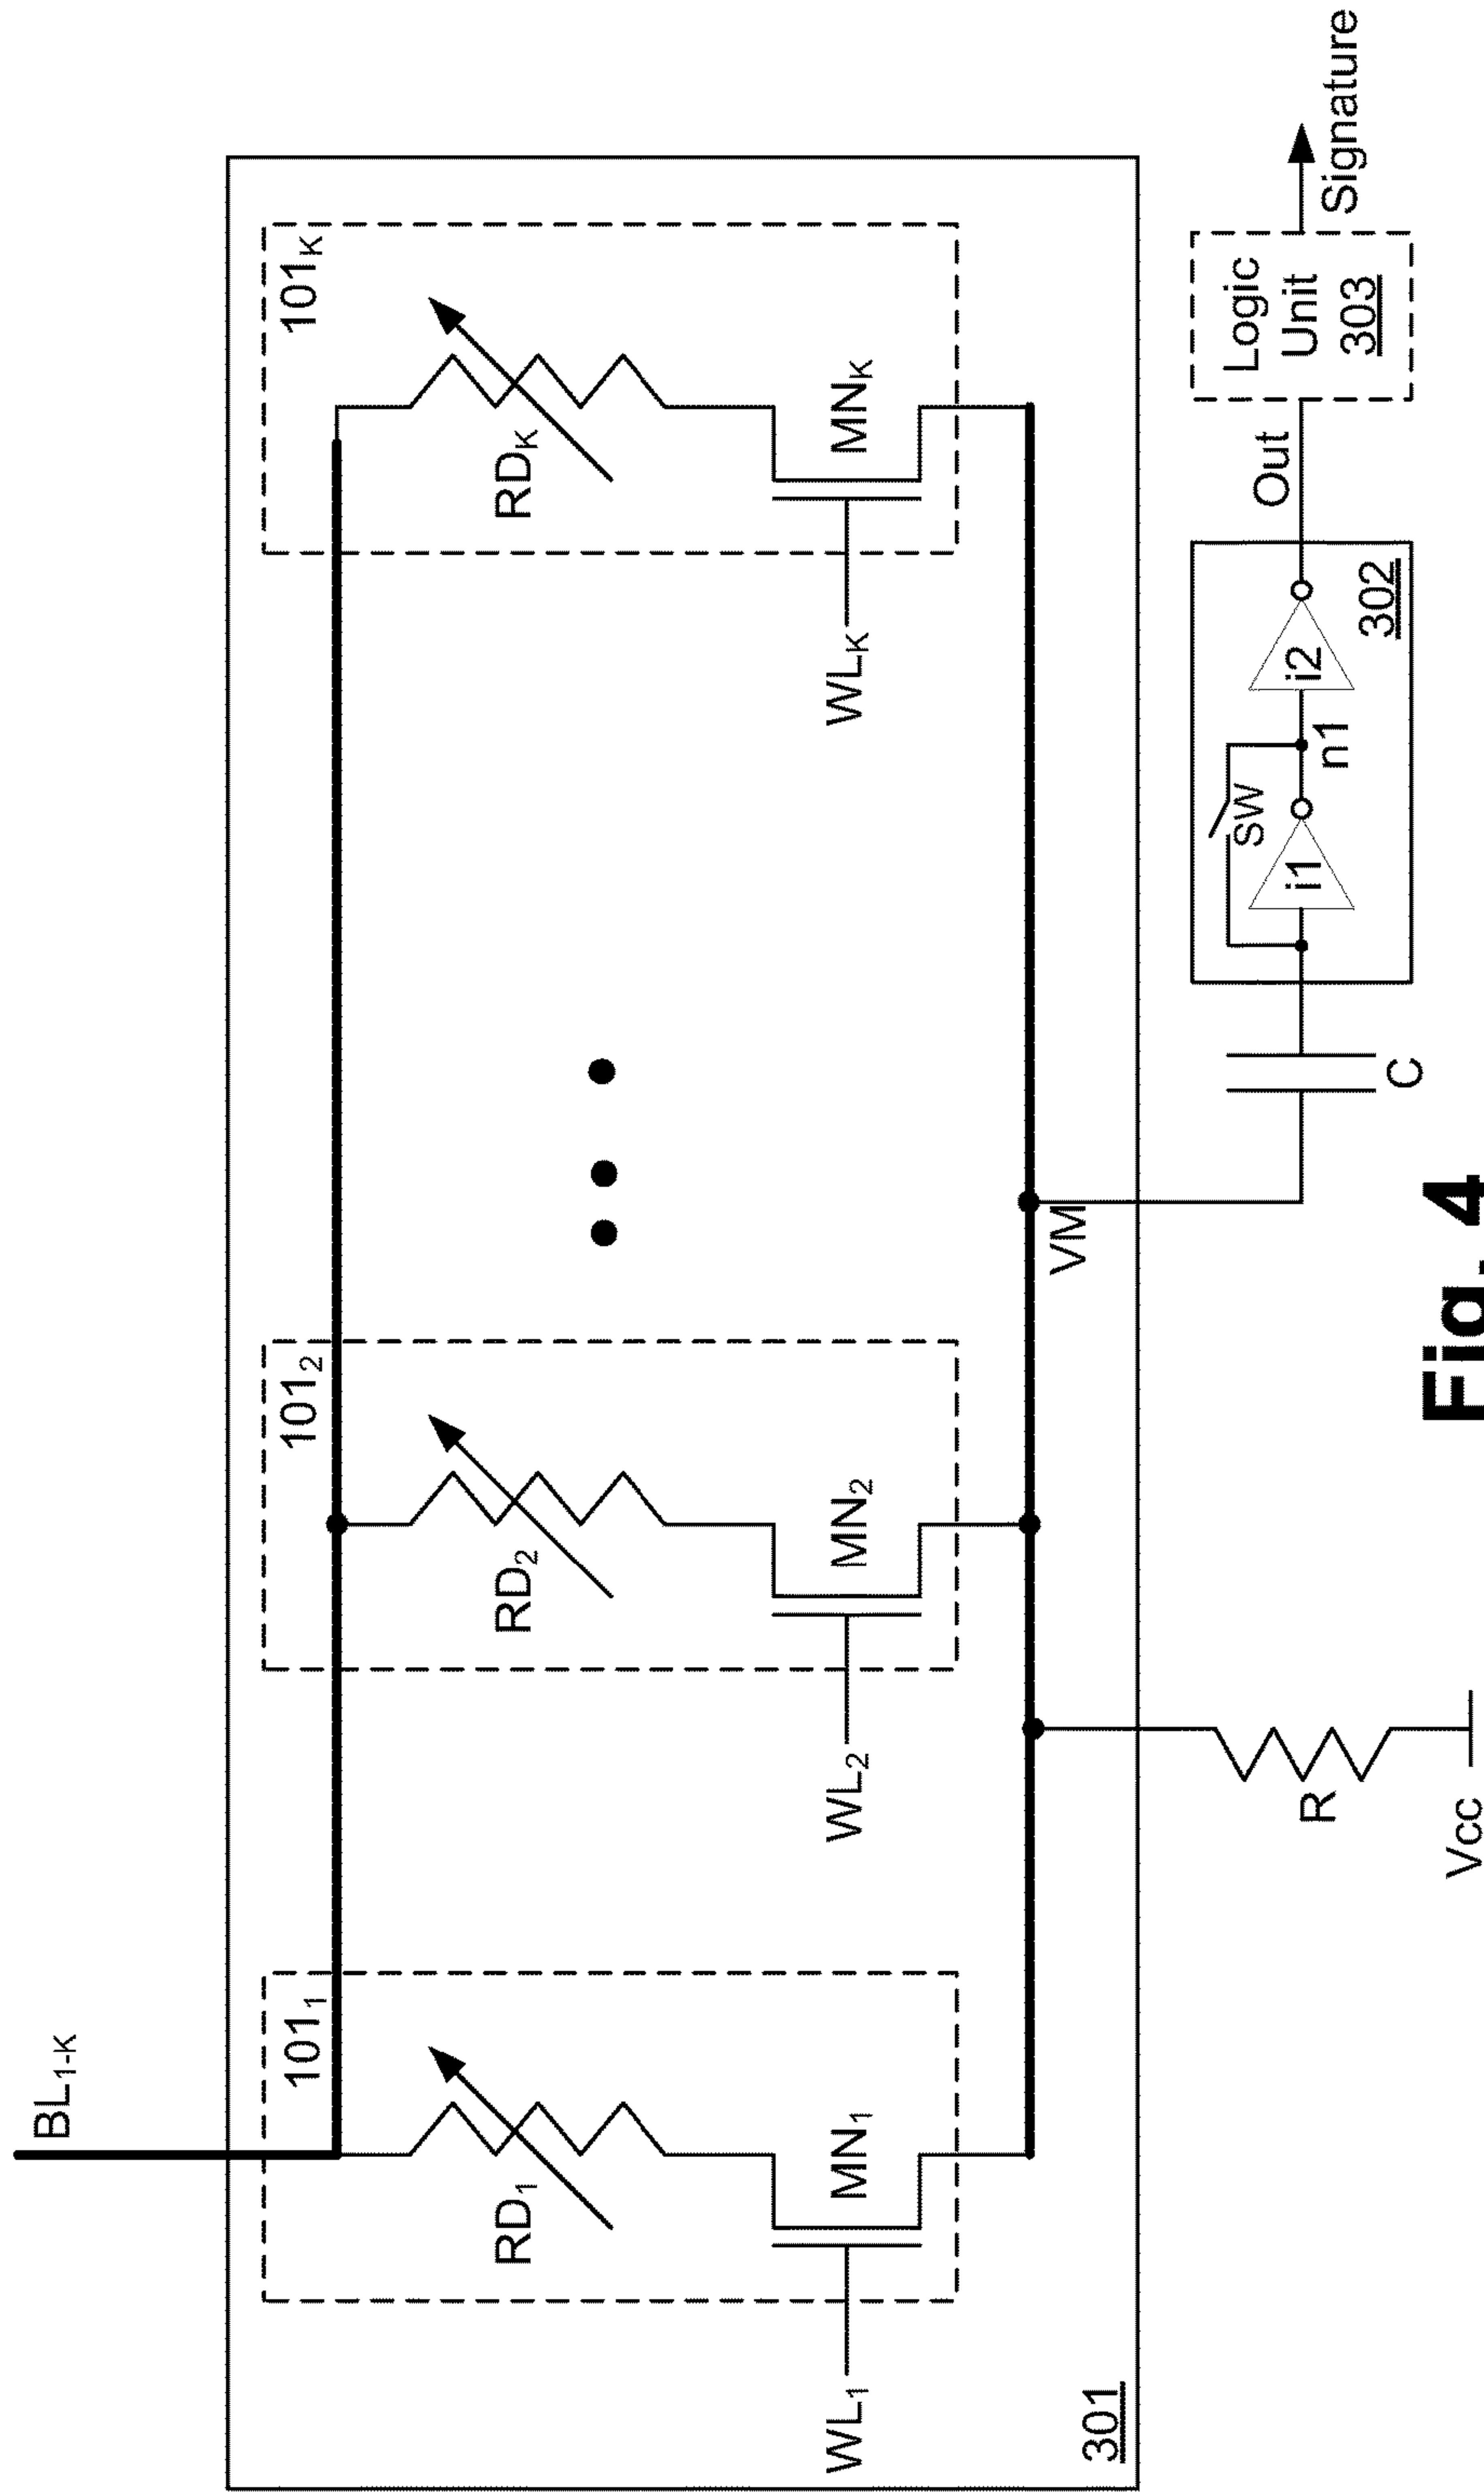 BL1-K
101₁
101₂
101K
RD₁
RD₂
RDK
MN₁
MN₂
MNK
WL₁
WL₂
WLK
301
VM
R
Vcc
C
SW
i1
n1
i2
302
Out
Logic
Unit
303
Signature
Fig. 4